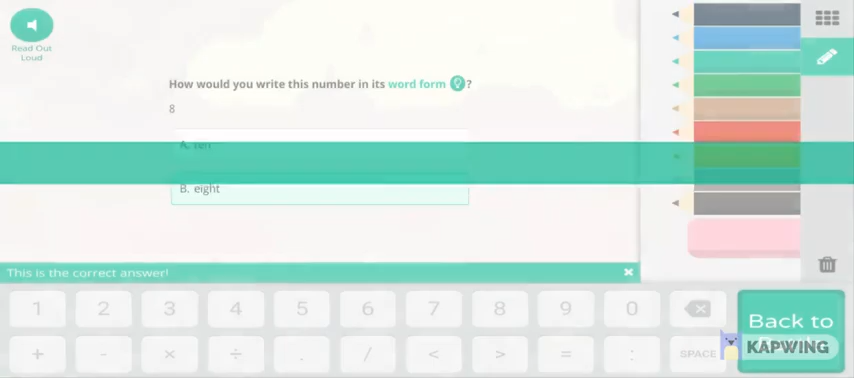 Read Out
Loud
How would you write this number in its word form ?
8
A. ten
B. eight
This is the correct answer!
1 2 3 4 5 6 7 8 9 0
+ - × ÷ . / < > = : SPACE
Back to
KAPWING